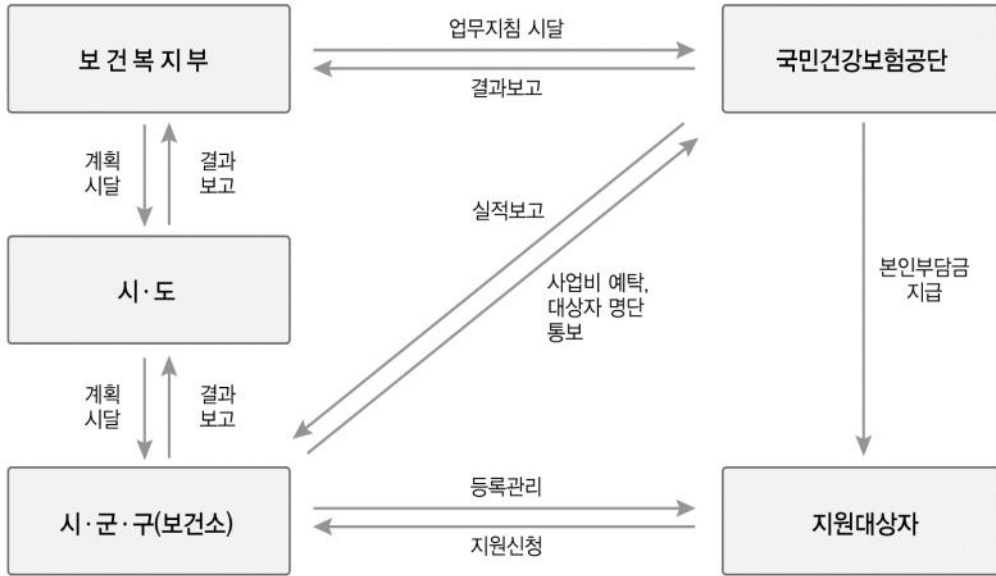 보건복지부
업무지침 시달
결과보고
국민건강보험공단
계획
시달
결과
보고
실적보고
시·도
사업비 예탁,
대상자 명단
통보
본인부담금
지급
계획
시달
결과
보고
시·군·구(보건소)
등록관리
지원신청
지원대상자